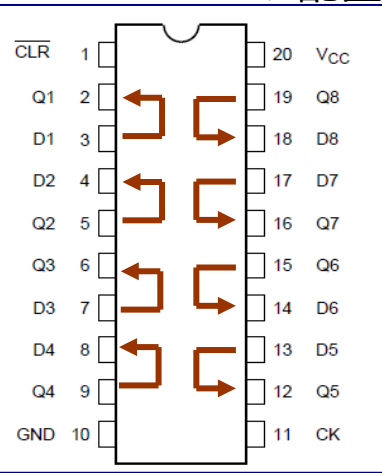 C̅L̅R̅ 1 20 VCC
Q1 2 19 Q8
D1 3 18 D8
D2 4 17 D7
Q2 5 16 Q7
Q3 6 15 Q6
D3 7 14 D6
D4 8 13 D5
Q4 9 12 Q5
GND 10 11 CK